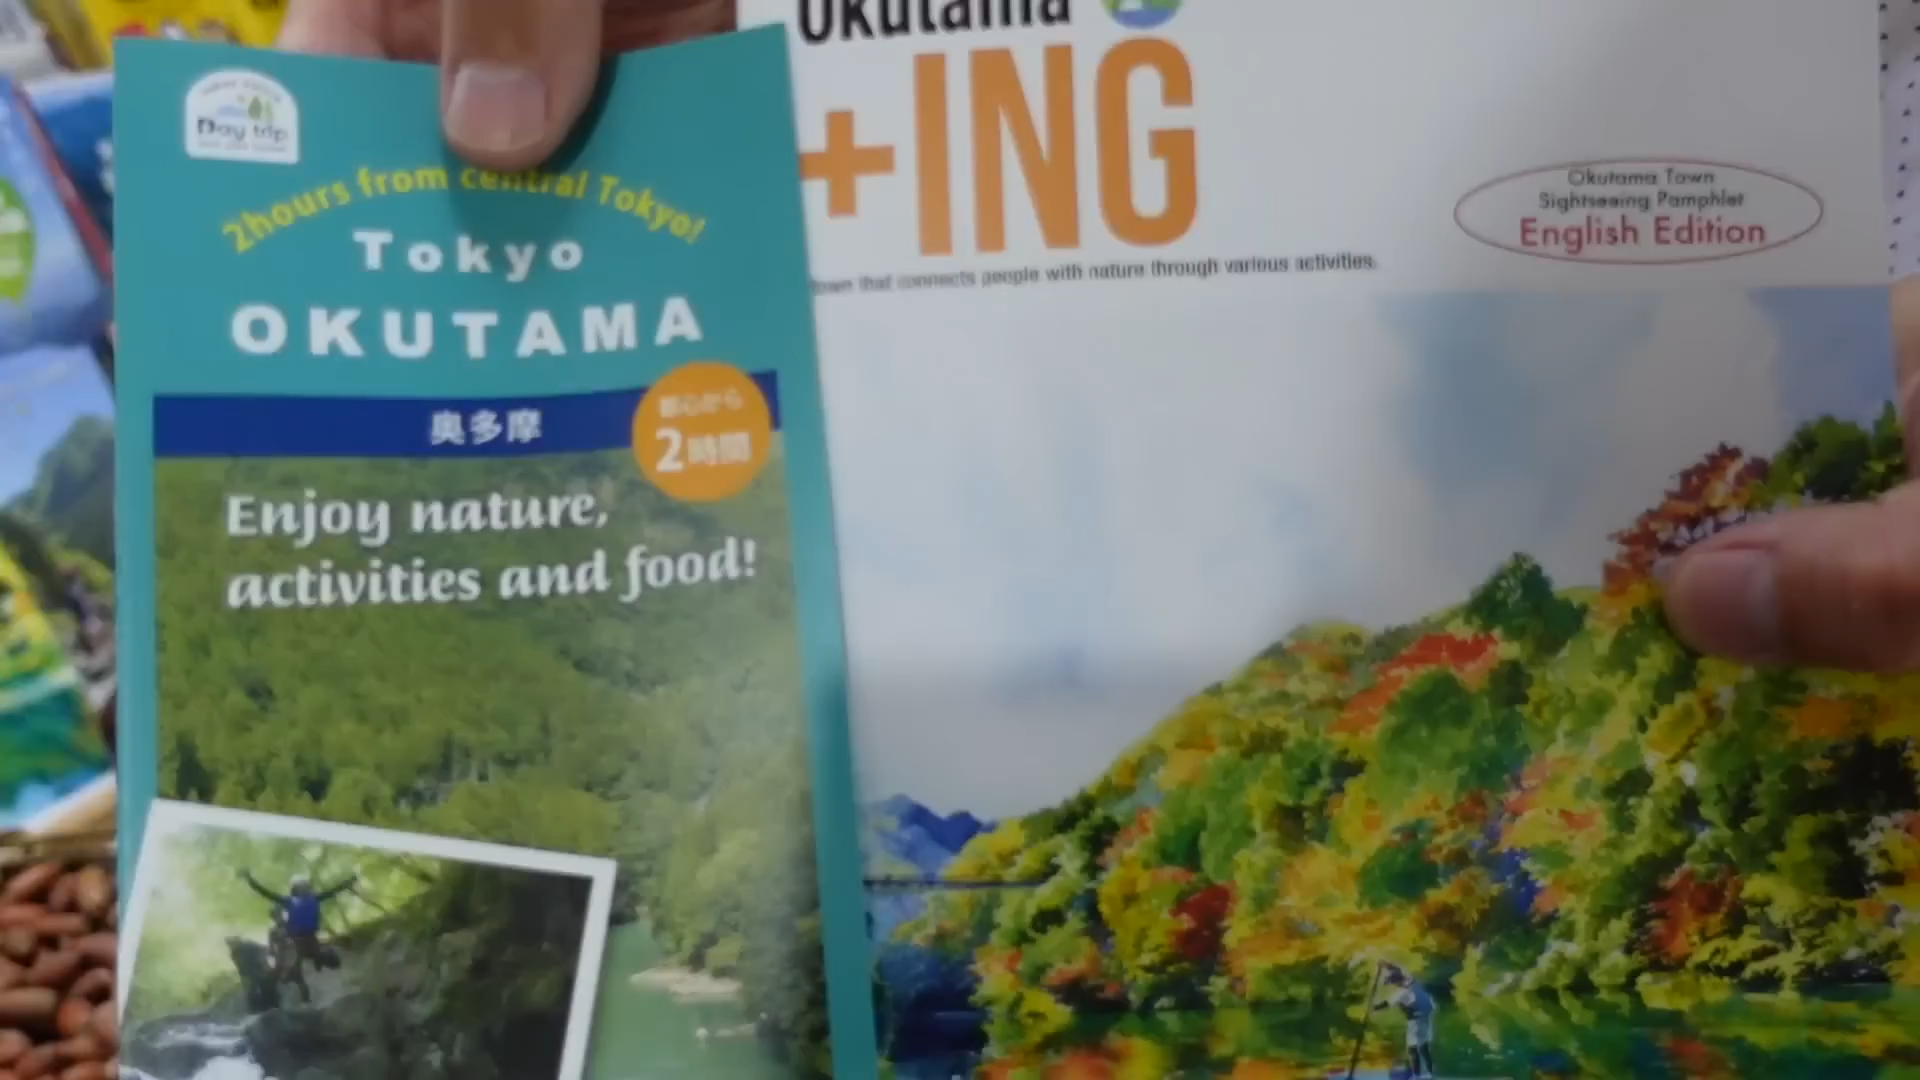 Day trip
2hours from central Tokyo!
Tokyo
OKUTAMA
奥多摩
都心から
2時間
Enjoy nature,
activities and food!
Okutama
+ING
town that connects people with nature through various activities.
Okutama Town
Sightseeing Pamphlet
English Edition